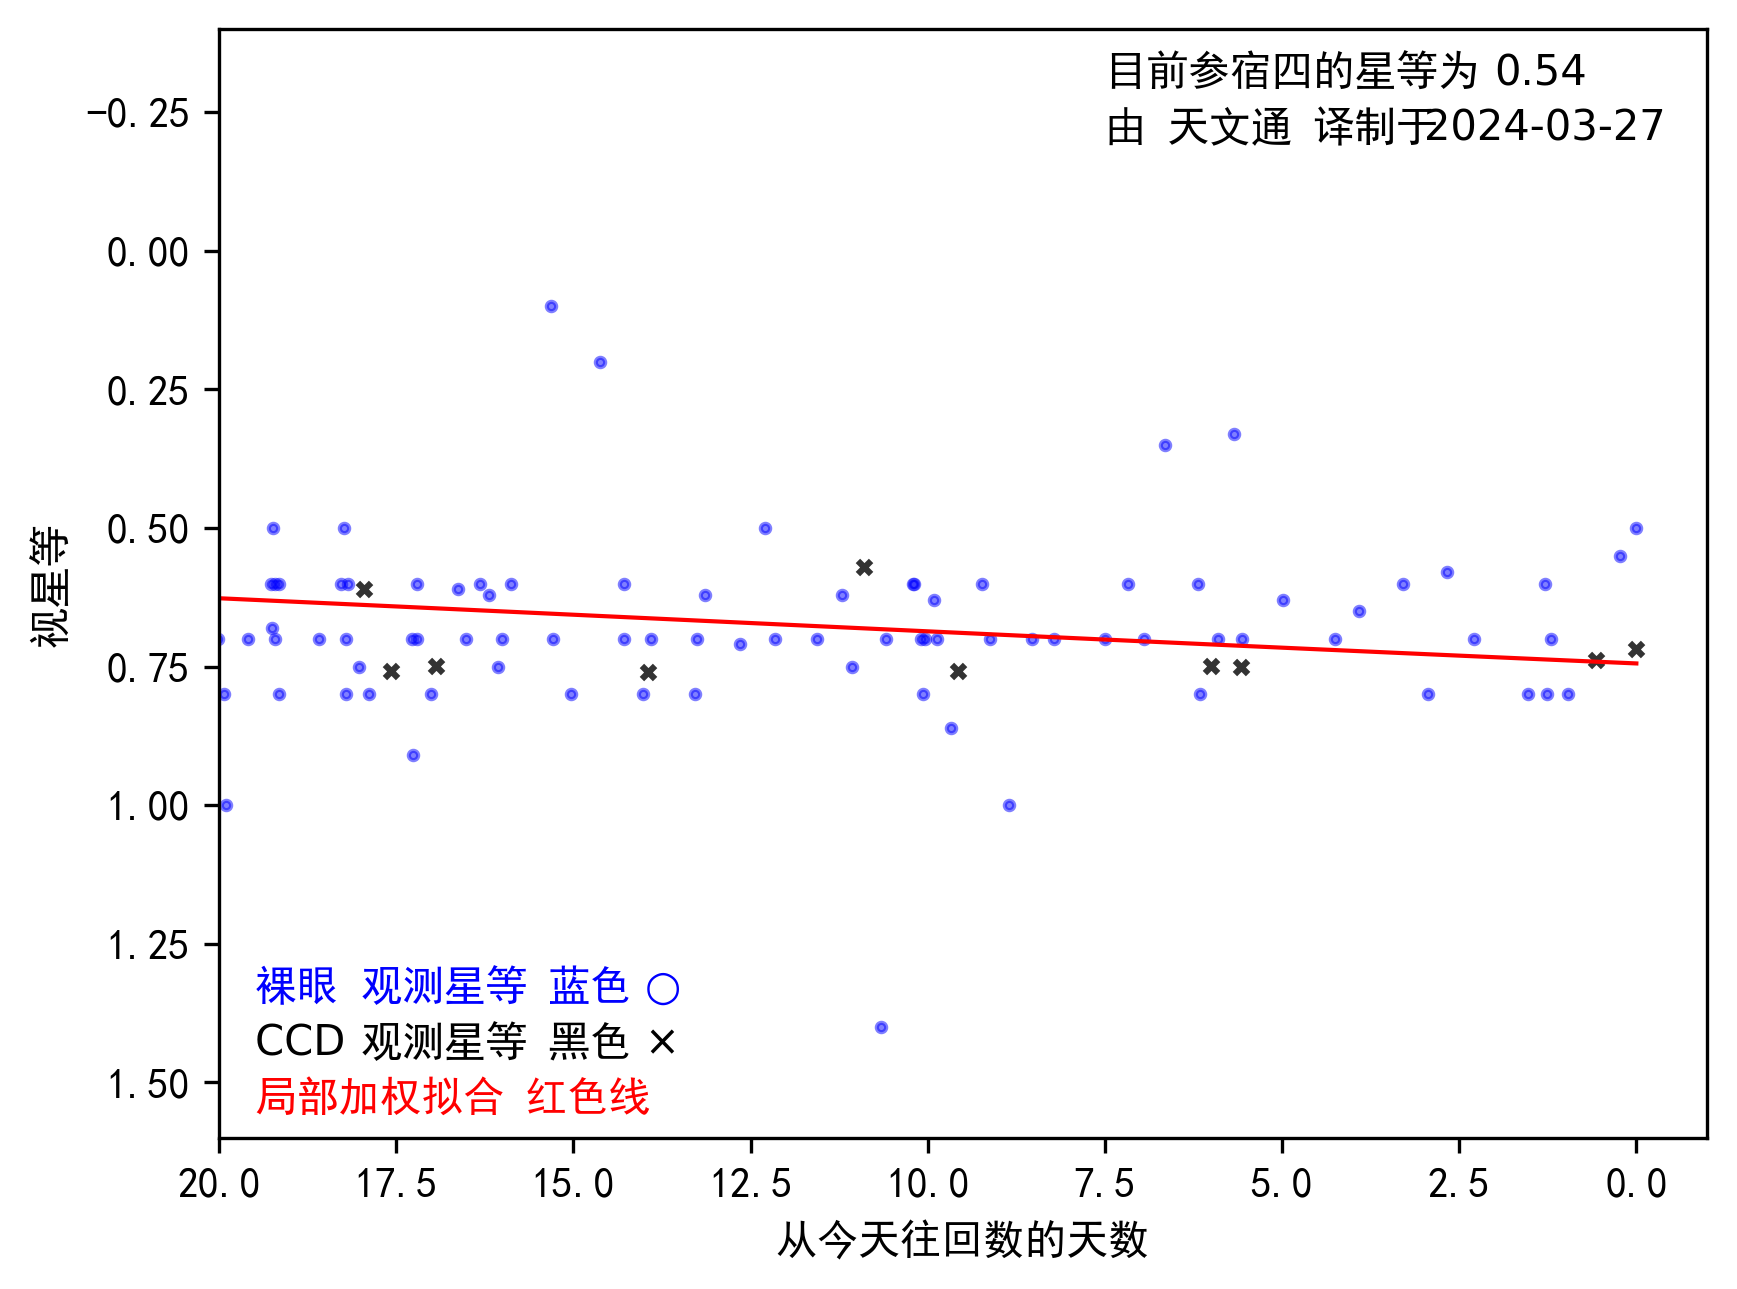 目前参宿四的星等为 0.54
由 天文通 译制于2024-03-27
−0.25
0.00
0.25
0.50
0.75
1.00
1.25
1.50
视星等
裸眼 观测星等 蓝色 ○
CCD 观测星等 黑色 ×
局部加权拟合 红色线
20.0 17.5 15.0 12.5 10.0 7.5 5.0 2.5 0.0
从今天往回数的天数